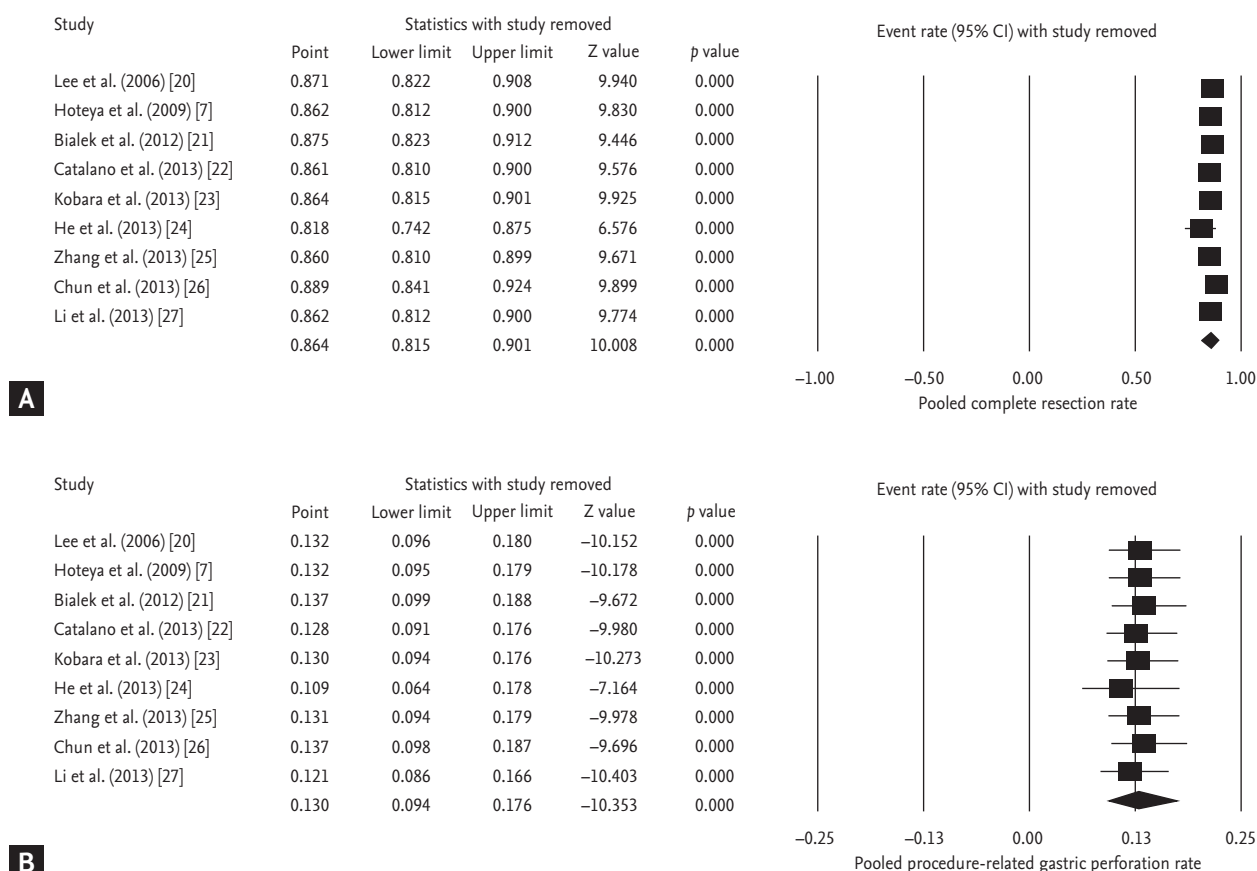 Study Statistics with study removed Event rate (95% CI) with study removed
Point Lower limit Upper limit Z value p value
Lee et al. (2006) [20] 0.871 0.822 0.908 9.940 0.000
Hoteya et al. (2009) [7] 0.862 0.812 0.900 9.830 0.000
Bialek et al. (2012) [21] 0.875 0.823 0.912 9.446 0.000
Catalano et al. (2013) [22] 0.861 0.810 0.900 9.576 0.000
Kobara et al. (2013) [23] 0.864 0.815 0.901 9.925 0.000
He et al. (2013) [24] 0.818 0.742 0.875 6.576 0.000
Zhang et al. (2013) [25] 0.860 0.810 0.899 9.671 0.000
Chun et al. (2013) [26] 0.889 0.841 0.924 9.899 0.000
Li et al. (2013) [27] 0.862 0.812 0.900 9.774 0.000
0.864 0.815 0.901 10.008 0.000
−1.00 −0.50 0.00 0.50 1.00
Pooled complete resection rate
A
Study Statistics with study removed Event rate (95% CI) with study removed
Point Lower limit Upper limit Z value p value
Lee et al. (2006) [20] 0.132 0.096 0.180 −10.152 0.000
Hoteya et al. (2009) [7] 0.132 0.095 0.179 −10.178 0.000
Bialek et al. (2012) [21] 0.137 0.099 0.188 −9.672 0.000
Catalano et al. (2013) [22] 0.128 0.091 0.176 −9.980 0.000
Kobara et al. (2013) [23] 0.130 0.094 0.176 −10.273 0.000
He et al. (2013) [24] 0.109 0.064 0.178 −7.164 0.000
Zhang et al. (2013) [25] 0.131 0.094 0.179 −9.978 0.000
Chun et al. (2013) [26] 0.137 0.098 0.187 −9.696 0.000
Li et al. (2013) [27] 0.121 0.086 0.166 −10.403 0.000
0.130 0.094 0.176 −10.353 0.000
−0.25 −0.13 0.00 0.13 0.25
Pooled procedure-related gastric perforation rate
B